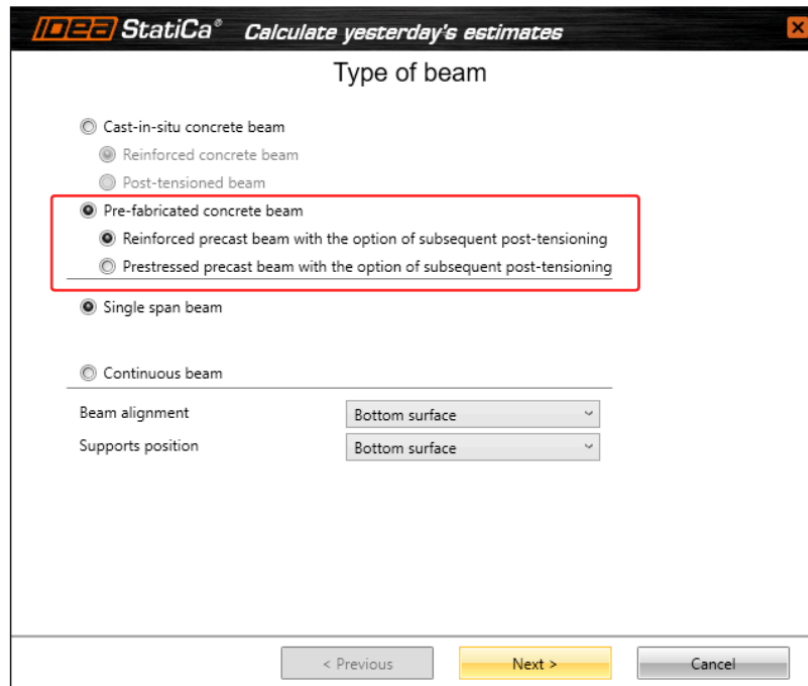 IDEA StatiCa® Calculate yesterday's estimates
Type of beam
Cast-in-situ concrete beam
Reinforced concrete beam
Post-tensioned beam
Pre-fabricated concrete beam
Reinforced precast beam with the option of subsequent post-tensioning
Prestressed precast beam with the option of subsequent post-tensioning
Single span beam
Continuous beam
Beam alignment Bottom surface
Supports position Bottom surface
< Previous Next > Cancel